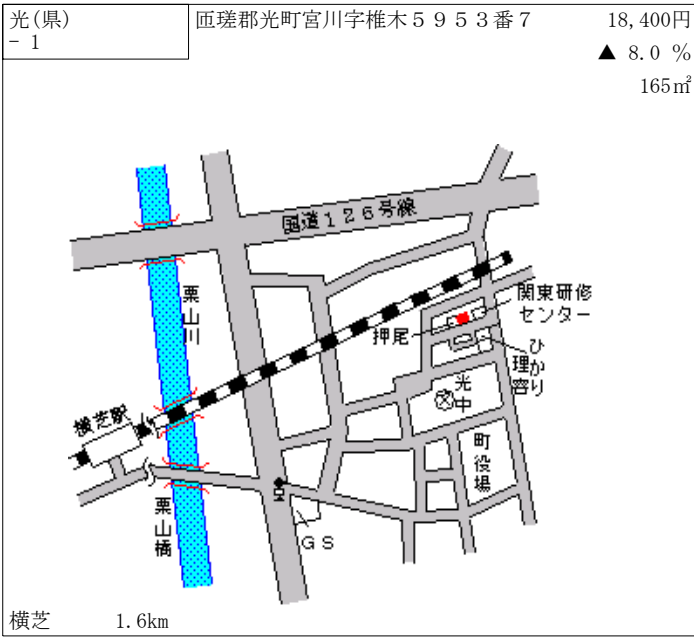 光(県)
- 1
匝瑳郡光町宮川字椎木５９５３番７
18,400円
▲ 8.0 %
165㎡
国道１２６号線
栗山川
関東研修
センター
押尾
ひかり
理容
光中
横芝駅
町役場
栗山橋
ＧＳ
横芝 1.6km